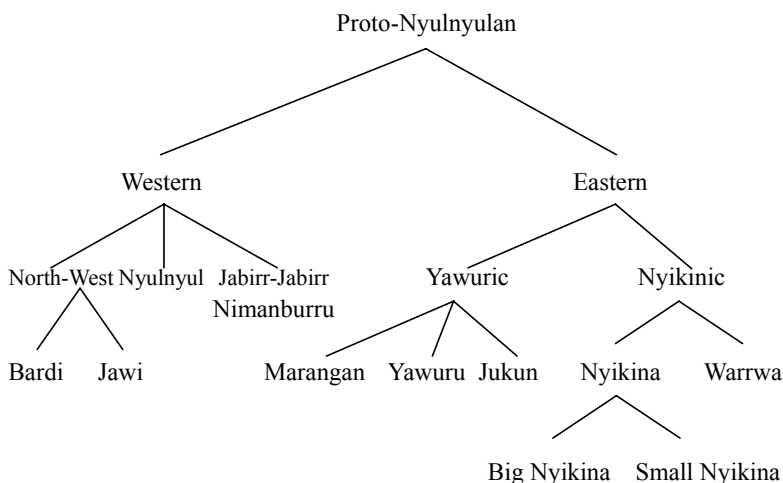 Proto-Nyulnyulan
Western Eastern
North-West Nyulnyul Jabirr-Jabirr Yawuric Nyikinic
Nimanburru
Bardi Jawi Marangan Yawuru Jukun Nyikina Warrwa
Big Nyikina Small Nyikina